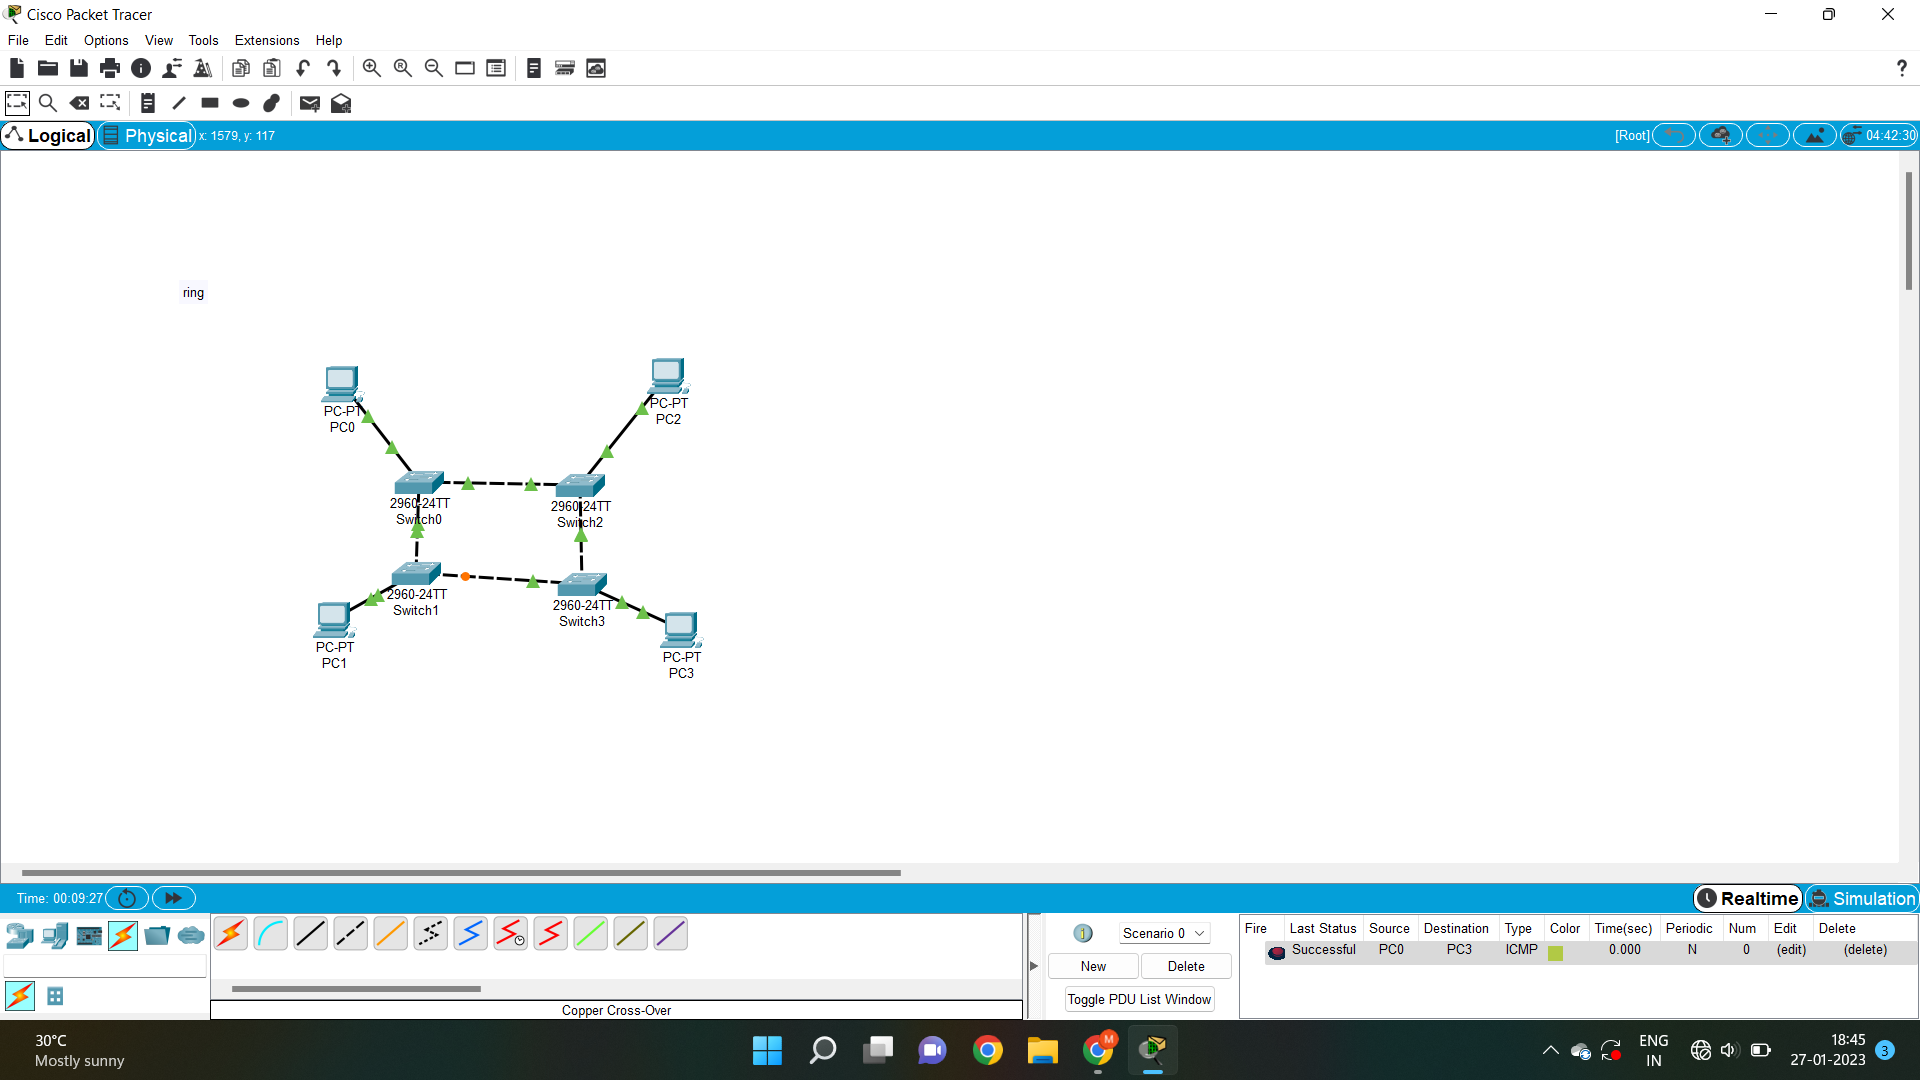 Cisco Packet Tracer
File Edit Options View Tools Extensions Help
Logical Physical x: 1579, y: 117 [Root] 04:42:30
ring
PC-PT
PC0
PC-PT
PC2
2960-24TT
Switch0
2960-24TT
Switch2
2960-24TT
Switch1
2960-24TT
Switch3
PC-PT
PC1
PC-PT
PC3
Time: 00:09:27 Realtime Simulation
Scenario 0
New Delete
Toggle PDU List Window
Fire Last Status Source Destination Type Color Time(sec) Periodic Num Edit Delete
Successful PC0 PC3 ICMP 0.000 N 0 (edit) (delete)
Copper Cross-Over
30°C
Mostly sunny
M
ENG
IN
18:45
27-01-2023
3